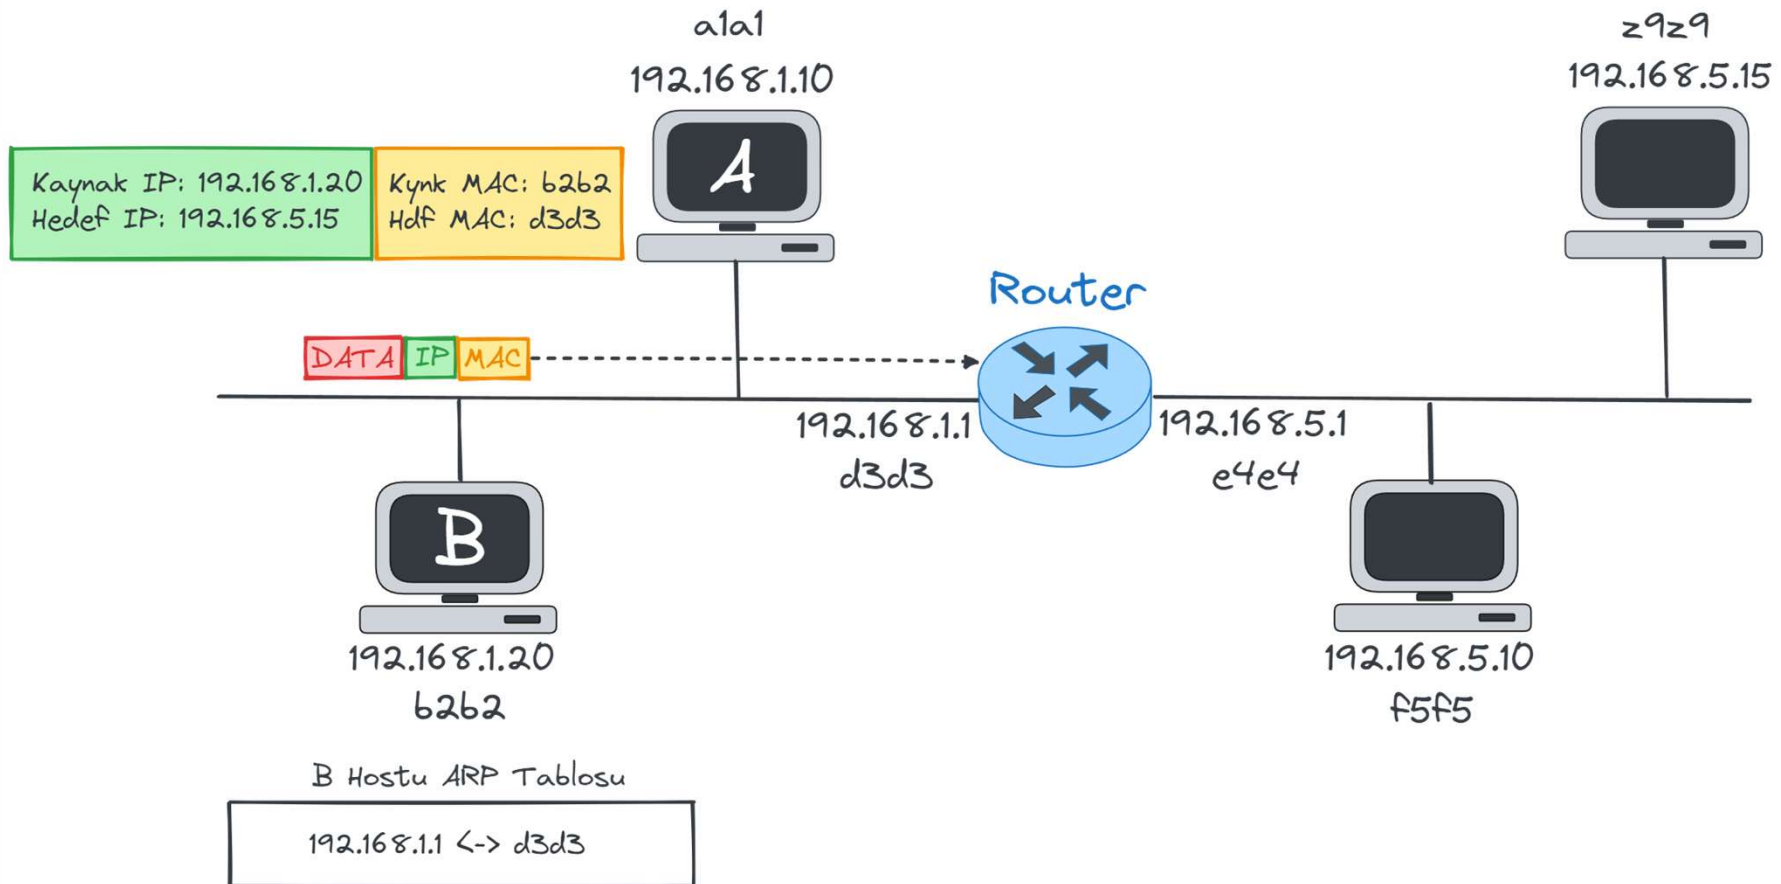 a1a1
192.168.1.10
z9z9
192.168.5.15
A
Kaynak IP: 192.168.1.20
Hedef IP: 192.168.5.15
Kynk MAC: b2b2
Hdf MAC: d3d3
Router
DATA IP MAC
192.168.1.1
d3d3
192.168.5.1
e4e4
B
192.168.1.20
b2b2
192.168.5.10
f5f5
B Hostu ARP Tablosu
192.168.1.1 <-> d3d3